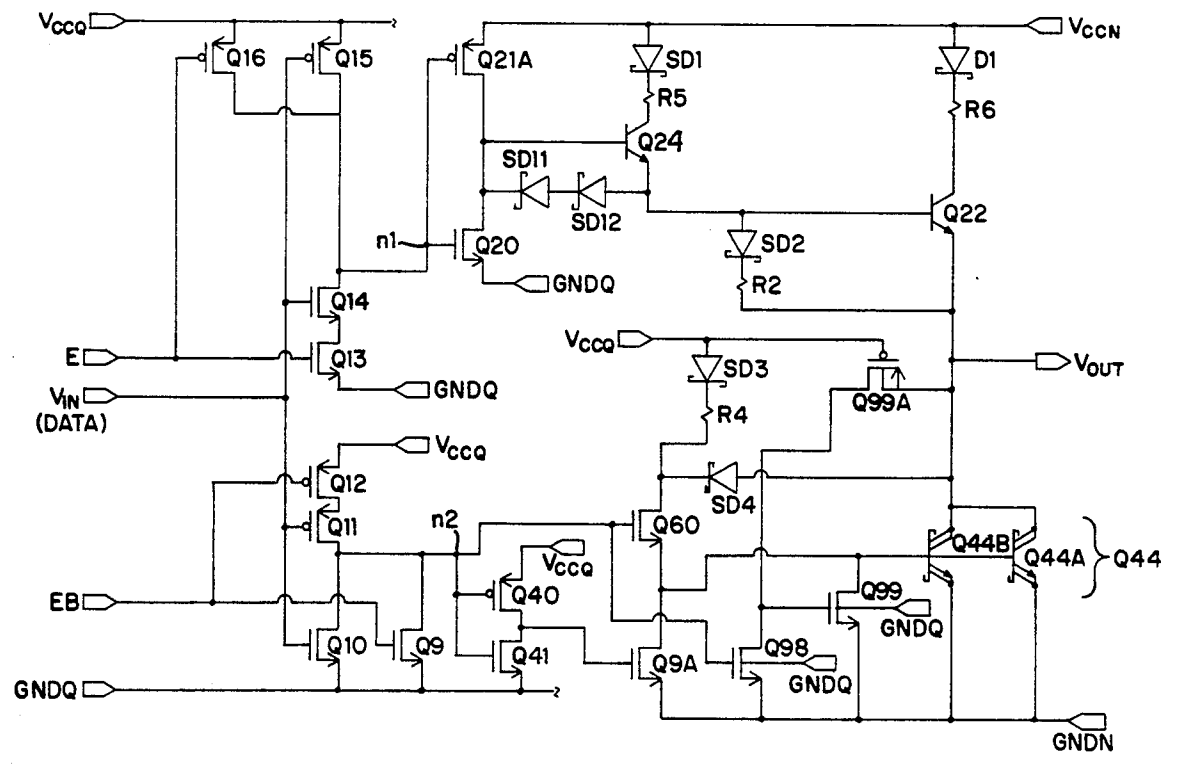 VCCQ
VCCN
Q16
Q15
Q21A
SD1
D1
R5
R6
Q24
SD11
SD12
Q22
n1
Q20
SD2
GNDQ
R2
Q14
VCCQ
E
Q13
SD3
VOUT
VIN
(DATA)
GNDQ
Q99A
R4
VCCQ
Q12
SD4
Q11
n2
Q60
Q44B
Q44A
Q44
VCCQ
Q40
Q99
EB
GNDQ
Q10
Q9
Q41
Q9A
Q98
GNDQ
GNDQ
GNDN